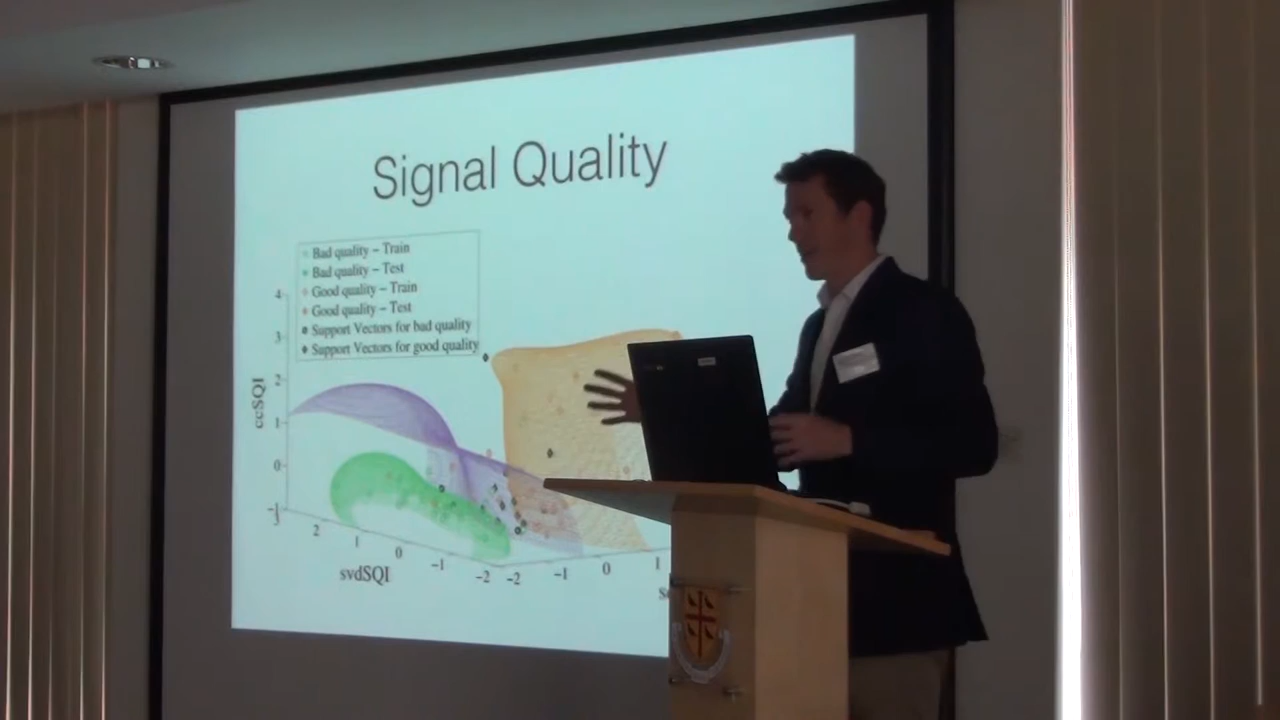 Signal Quality
Bad quality – Train
Bad quality – Test
Good quality – Train
Good quality – Test
Support Vectors for bad quality
Support Vectors for good quality
4
3
2
1
0
ccSQI
2
1
0
-1
-2
-2
-1
0
1
svdSQI